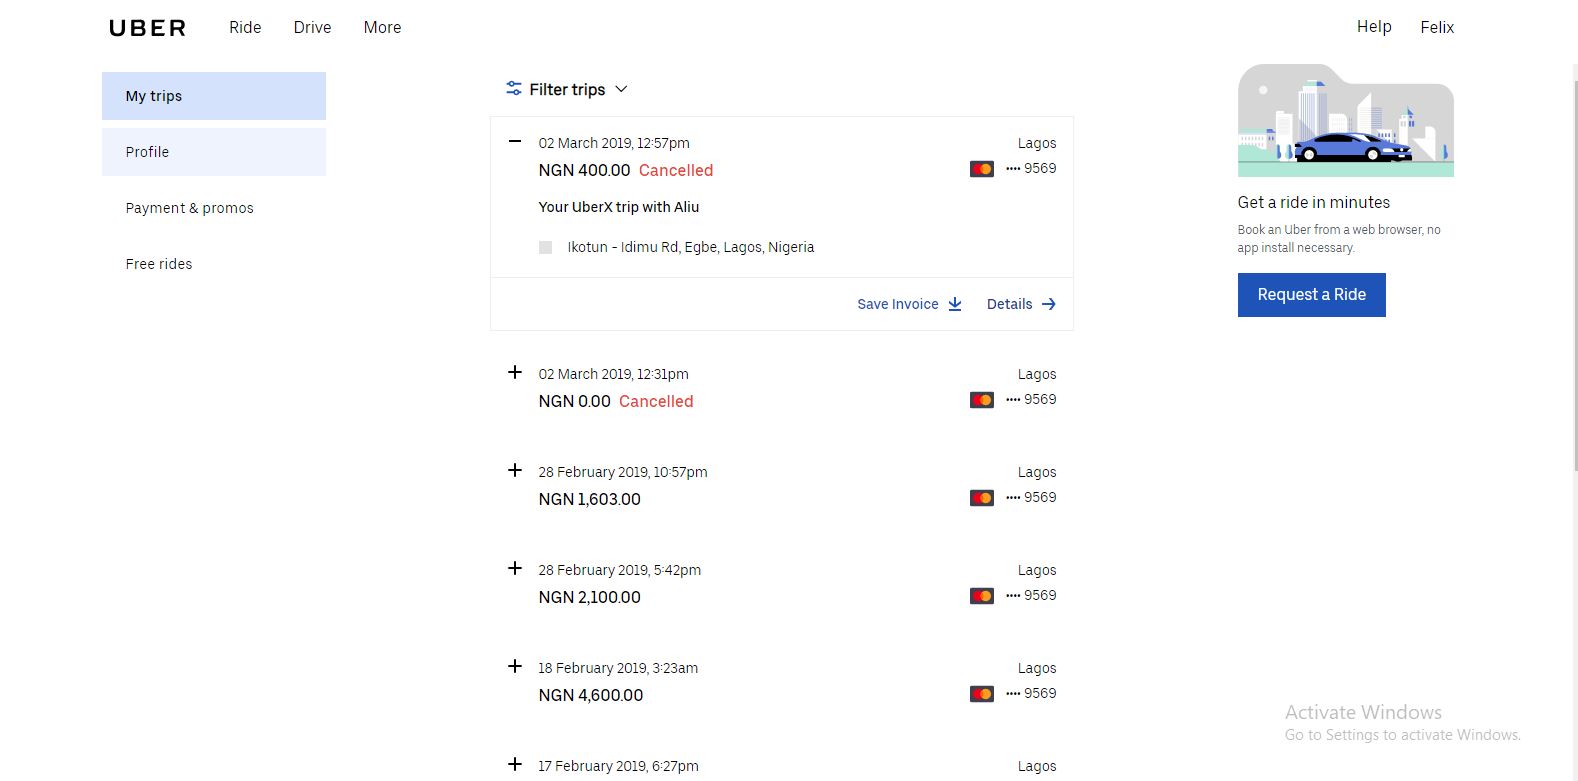 UBER Ride Drive More Help Felix
My trips
Profile
Payment & promos
Free rides
Filter trips
02 March 2019, 12:57pm Lagos
NGN 400.00 Cancelled •••• 9569
Your UberX trip with Aliu
Ikotun - Idimu Rd, Egbe, Lagos, Nigeria
Save Invoice Details
02 March 2019, 12:31pm Lagos
NGN 0.00 Cancelled •••• 9569
28 February 2019, 10:57pm Lagos
NGN 1,603.00 •••• 9569
28 February 2019, 5:42pm Lagos
NGN 2,100.00 •••• 9569
18 February 2019, 3:23am Lagos
NGN 4,600.00 •••• 9569
17 February 2019, 6:27pm Lagos
Get a ride in minutes
Book an Uber from a web browser, no
app install necessary.
Request a Ride
Activate Windows
Go to Settings to activate Windows.